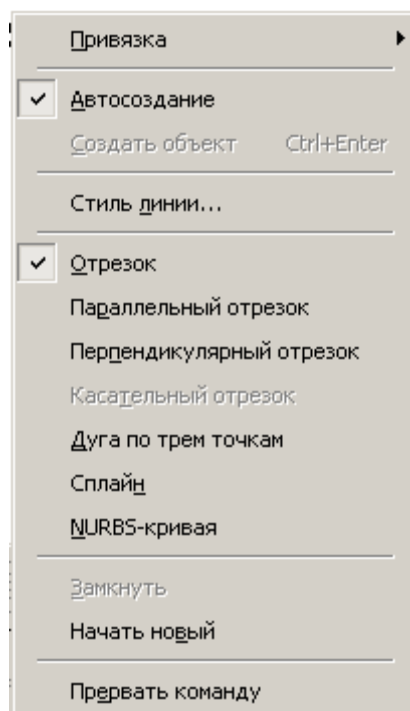 Привязка
Автосоздание
Создать объект Ctrl+Enter
Стиль линии...
Отрезок
Параллельный отрезок
Перпендикулярный отрезок
Касательный отрезок
Дуга по трем точкам
Сплайн
NURBS-кривая
Замкнуть
Начать новый
Прервать команду